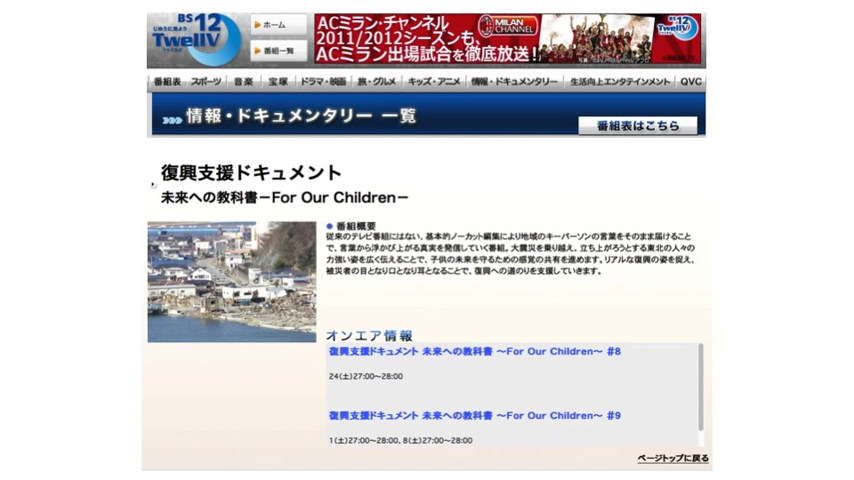 BS12
じゆうに見よう
TwellV
ホーム
番組一覧
ACミラン・チャンネル
2011/2012シーズンも、
ACミラン出場試合を徹底放送！
MILAN
CHANNEL
BS12
TwellV
番組表
スポーツ
音楽
宝塚
ドラマ・映画
旅・グルメ
キッズ・アニメ
情報・ドキュメンタリー
生活向上エンタテインメント
QVC
情報・ドキュメンタリー 一覧
番組表はこちら
復興支援ドキュメント
未来への教科書－For Our Children－
番組概要
従来のテレビ番組にはない、基本的ノーカット編集により地域のキーパーソンの言葉をそのまま届けること
で、言葉から浮かび上がる真実を発信していく番組。大震災を乗り越え、立ち上がろうとする東北の人々の
力強い姿を広く伝えることで、子供の未来を守るための感覚の共有を進めます。リアルな復興の姿を捉え、
被災者の目となり口となり耳となることで、復興への道のりを支援していきます。
オンエア情報
復興支援ドキュメント 未来への教科書 ～For Our Children～ #8
24(土)27:00～28:00
復興支援ドキュメント 未来への教科書 ～For Our Children～ #9
1(土)27:00～28:00、8(土)27:00～28:00
ページトップに戻る